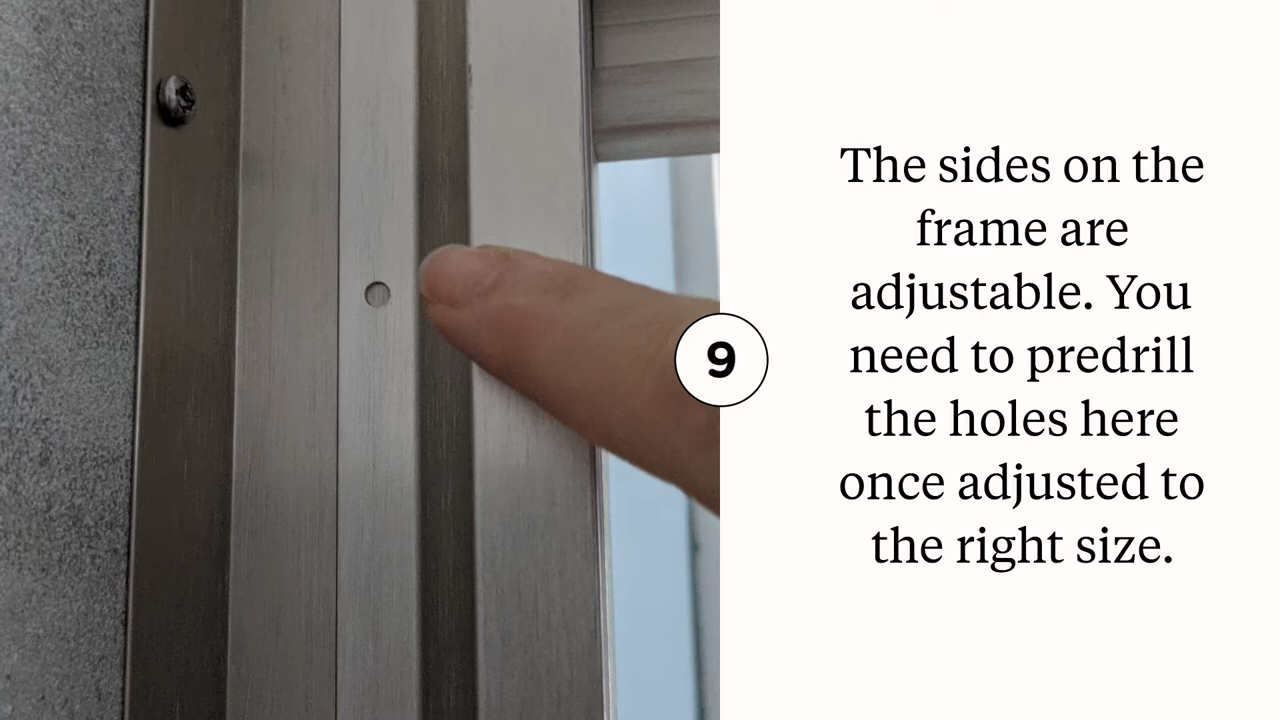 9
The sides on the
frame are
adjustable. You
need to predrill
the holes here
once adjusted to
the right size.